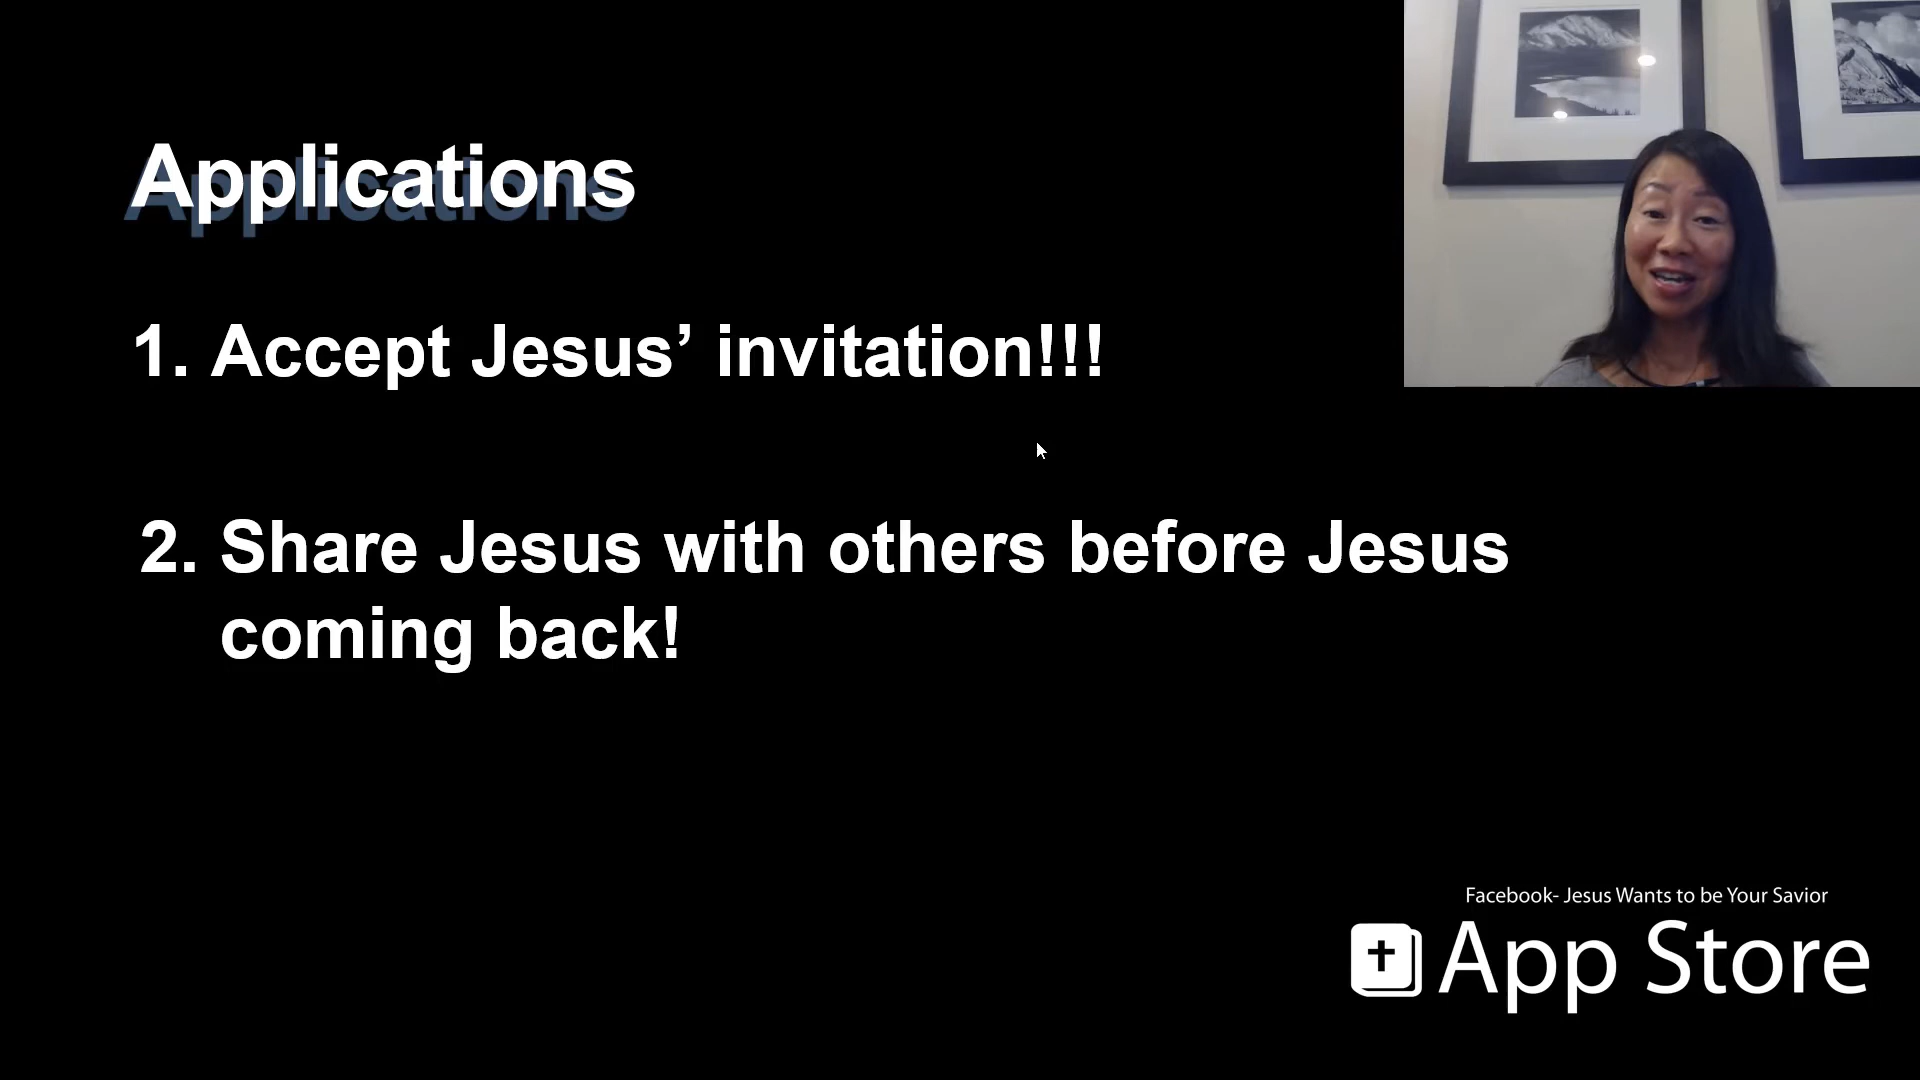 Applications
1. Accept Jesus’ invitation!!!
2. Share Jesus with others before Jesus
coming back!
Facebook- Jesus Wants to be Your Savior
App Store